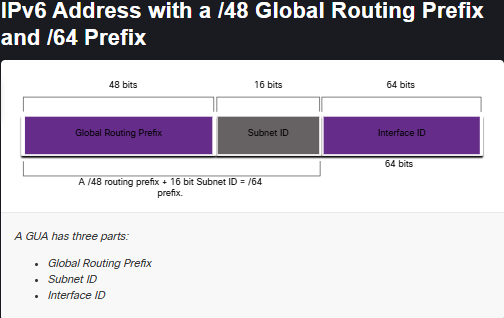 IPv6 Address with a /48 Global Routing Prefix
and /64 Prefix
48 bits 16 bits 64 bits
Global Routing Prefix Subnet ID Interface ID
64 bits
A /48 routing prefix + 16 bit Subnet ID = /64
prefix.
A GUA has three parts:
• Global Routing Prefix
• Subnet ID
• Interface ID